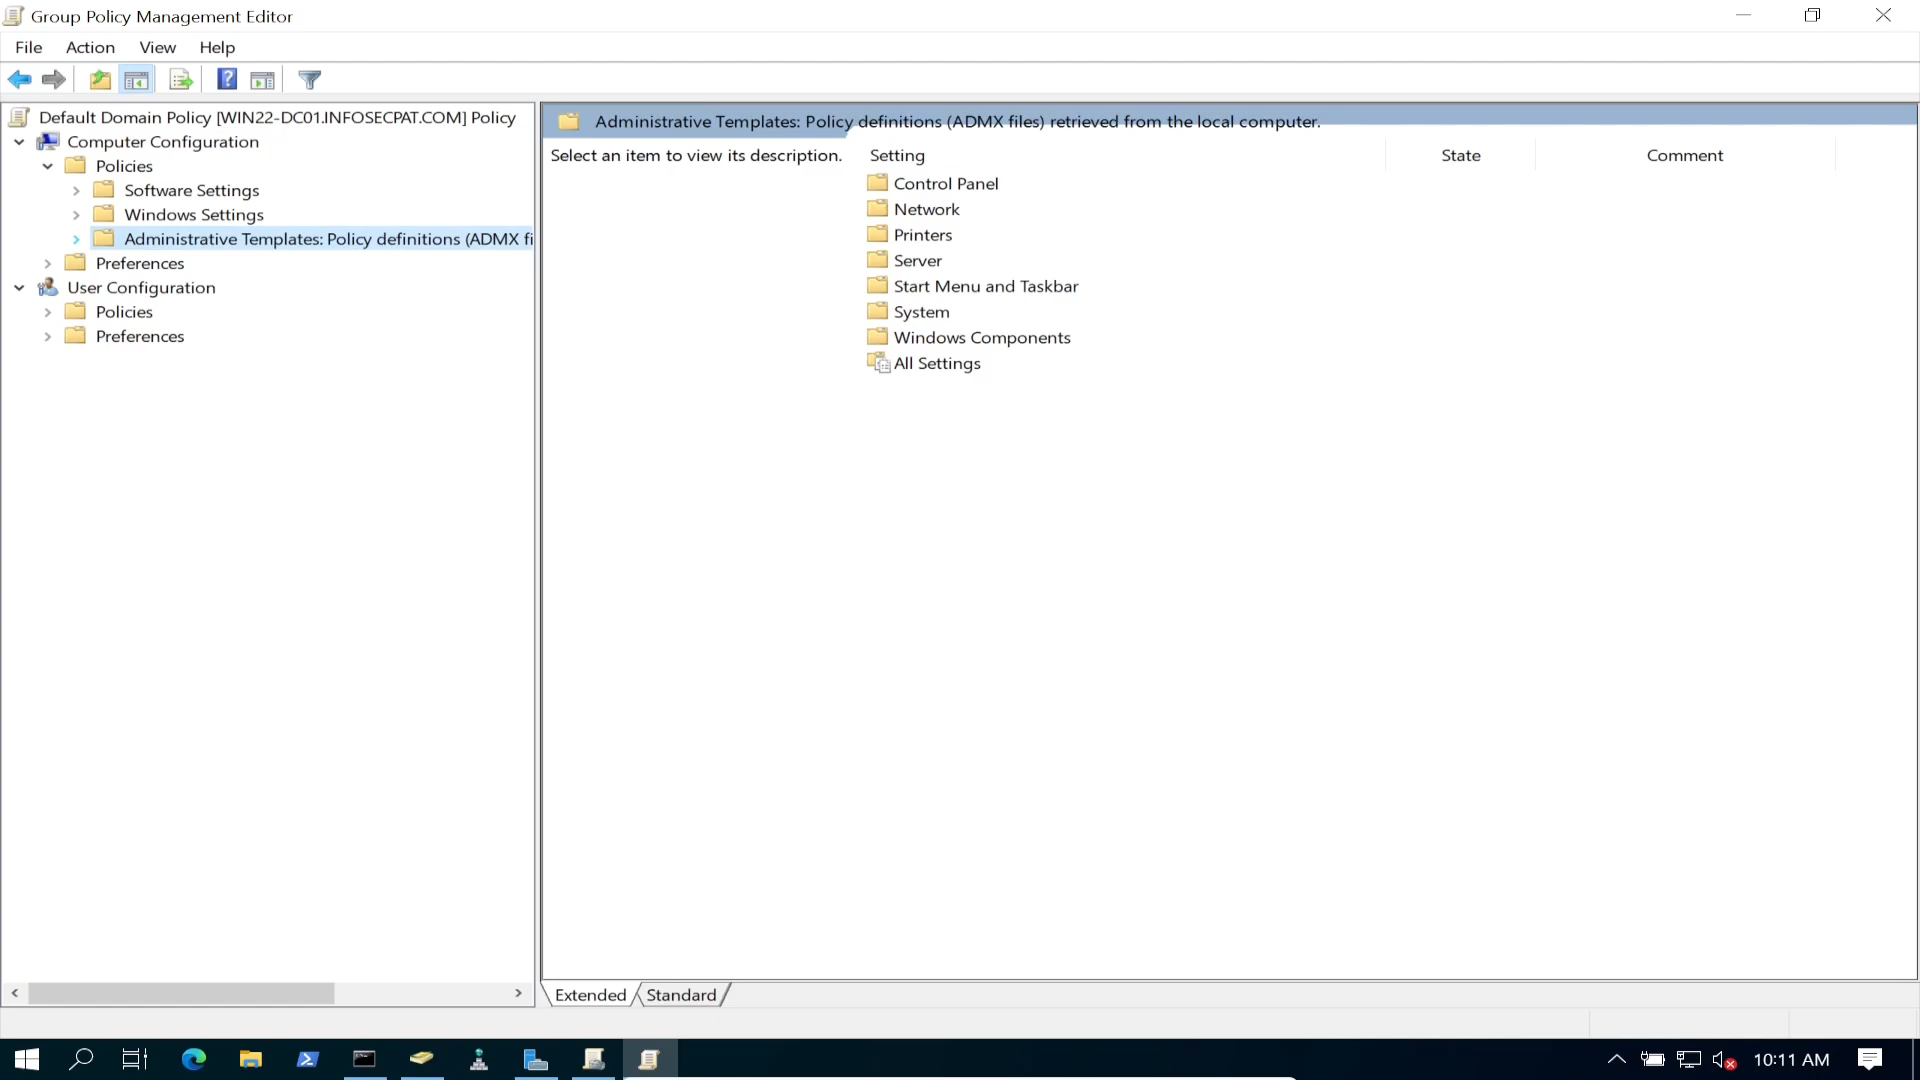 Group Policy Management Editor
File Action View Help
Default Domain Policy [WIN22-DC01.INFOSECPAT.COM] Policy
Computer Configuration
Policies
Software Settings
Windows Settings
Administrative Templates: Policy definitions (ADMX fi
Preferences
User Configuration
Policies
Preferences
Administrative Templates: Policy definitions (ADMX files) retrieved from the local computer.
Select an item to view its description.
Setting State Comment
Control Panel
Network
Printers
Server
Start Menu and Taskbar
System
Windows Components
All Settings
Extended Standard
10:11 AM